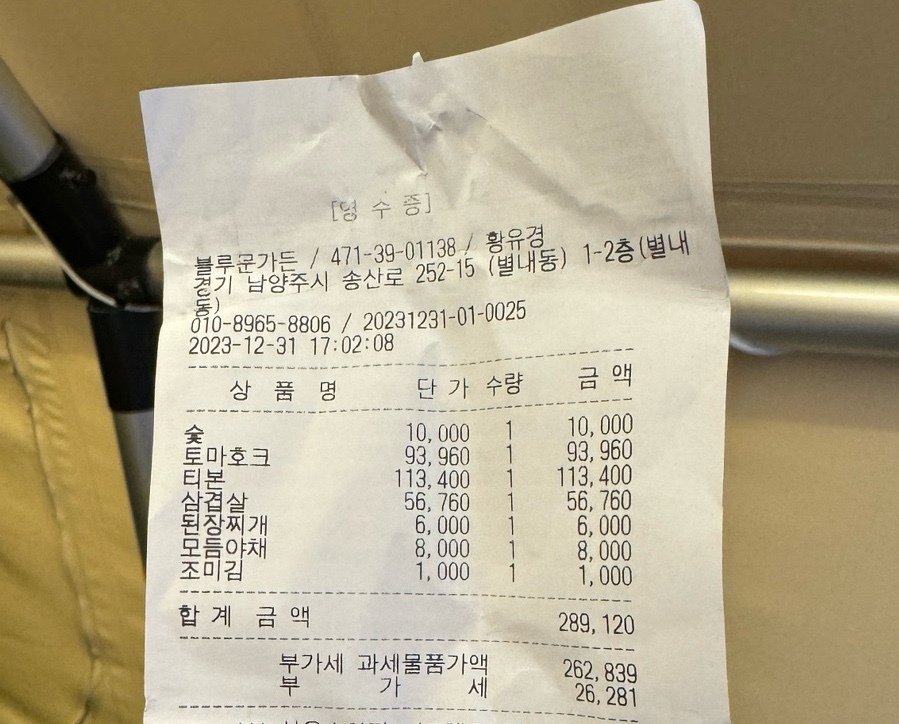 [영 수 증]
블루문가든 / 471-39-01138 / 황유경
경기 남양주시 송산로 252-15 (별내동) 1-2층(별내
동)
010-8965-8806 / 20231231-01-0025
2023-12-31 17:02:08
상 품 명 단 가 수량 금 액
숯 10,000 1 10,000
토마호크 93,960 1 93,960
티본 113,400 1 113,400
삼겹살 56,760 1 56,760
된장찌개 6,000 1 6,000
모듬야채 8,000 1 8,000
조미김 1,000 1 1,000
합 계 금 액 289,120
부가세 과세물품가액 262,839
부 가 세 26,281